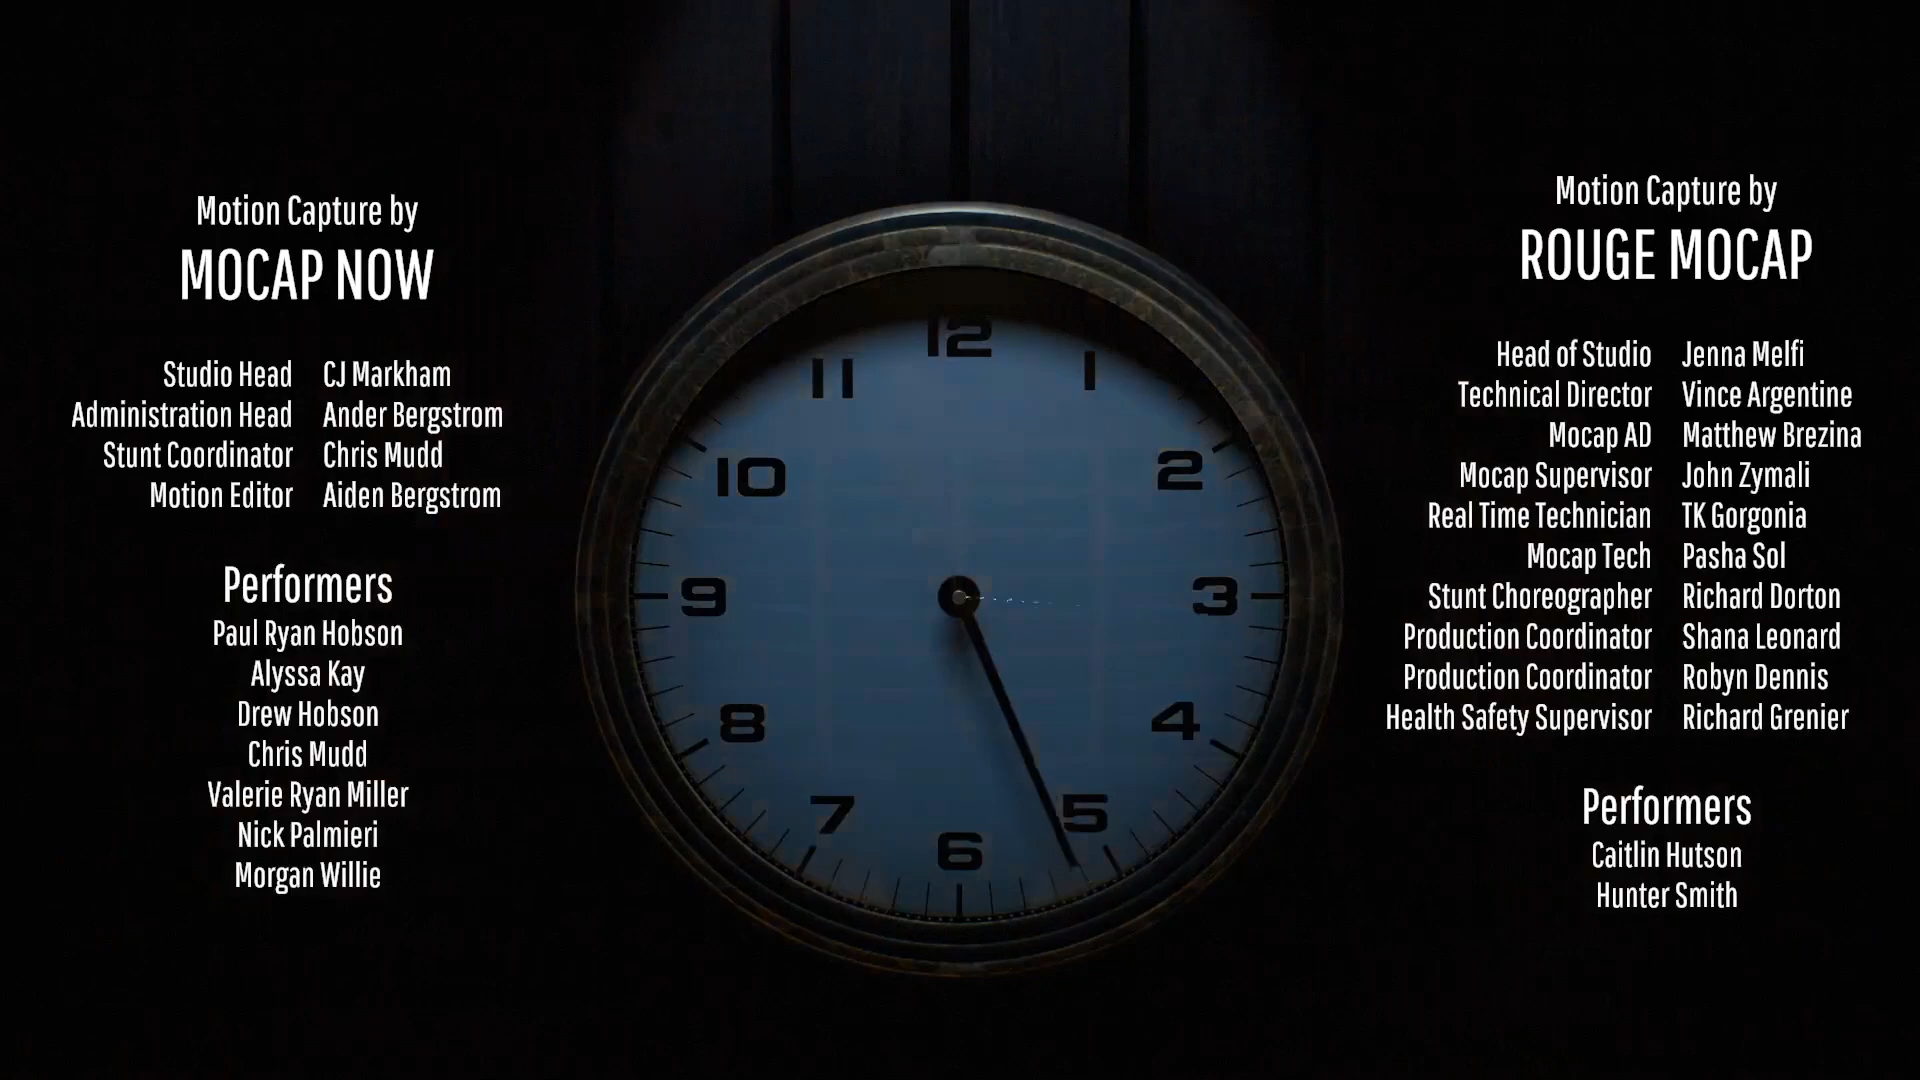 Motion Capture by
MOCAP NOW
Studio Head CJ Markham
Administration Head Ander Bergstrom
Stunt Coordinator Chris Mudd
Motion Editor Aiden Bergstrom
Performers
Paul Ryan Hobson
Alyssa Kay
Drew Hobson
Chris Mudd
Valerie Ryan Miller
Nick Palmieri
Morgan Willie
12
11 1
10 2
9 3
8 4
7 5
6
Motion Capture by
ROUGE MOCAP
Head of Studio Jenna Melfi
Technical Director Vince Argentine
Mocap AD Matthew Brezina
Mocap Supervisor John Zymali
Real Time Technician TK Gorgonia
Mocap Tech Pasha Sol
Stunt Choreographer Richard Dorton
Production Coordinator Shana Leonard
Production Coordinator Robyn Dennis
Health Safety Supervisor Richard Grenier
Performers
Caitlin Hutson
Hunter Smith